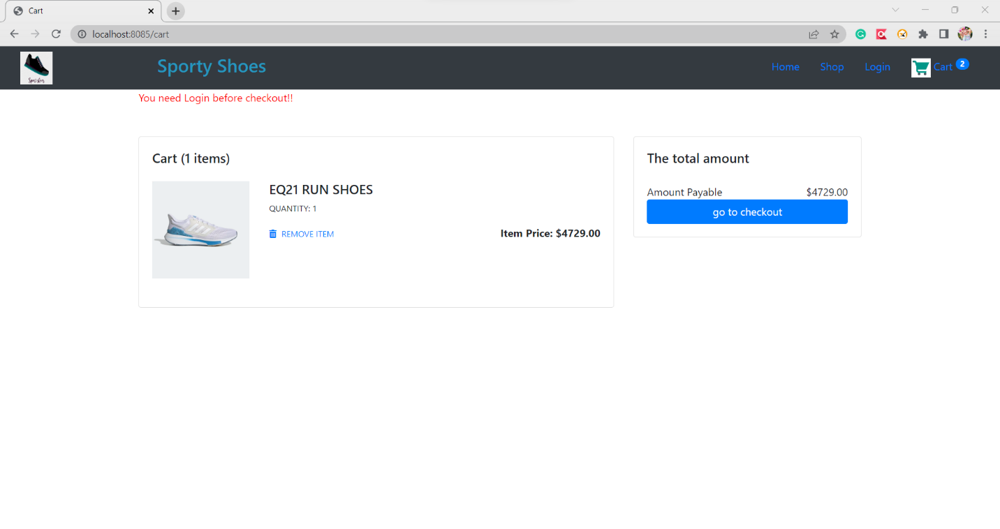 Cart
localhost:8085/cart
Sporty Shoes
Home
Shop
Login
Cart 2
You need Login before checkout!!
Cart (1 items)
EQ21 RUN SHOES
QUANTITY: 1
REMOVE ITEM
Item Price: $4729.00
The total amount
Amount Payable
$4729.00
go to checkout